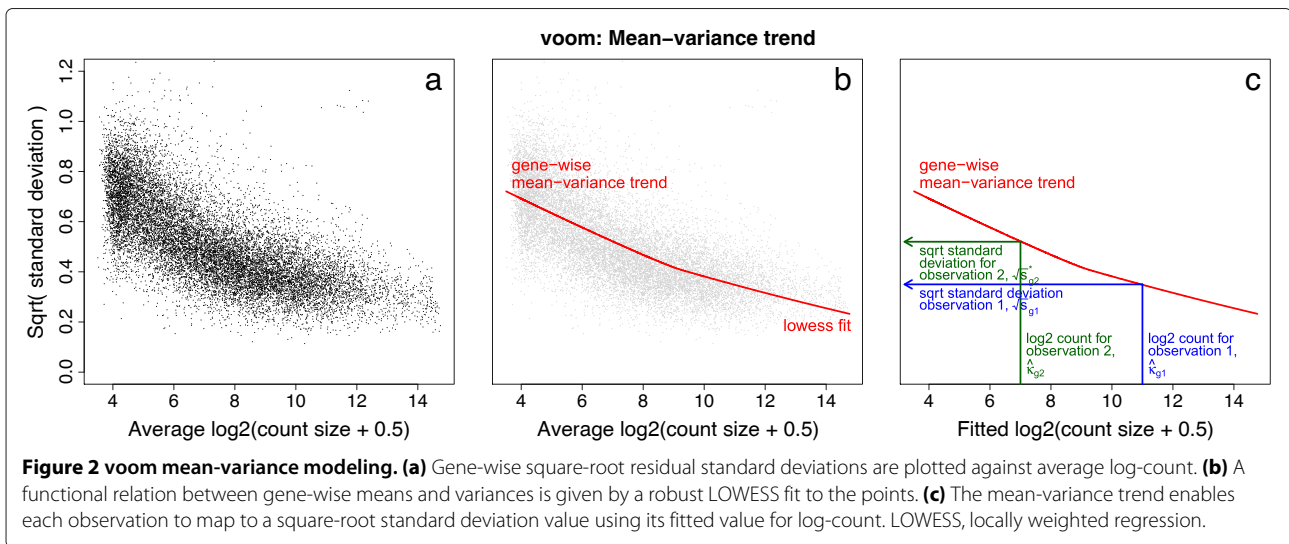 voom: Mean−variance trend
a
b
c
Sqrt( standard deviation )
0.0 0.2 0.4 0.6 0.8 1.0 1.2
4 6 8 10 12 14
Average log2(count size + 0.5)
gene−wise
mean−variance trend
lowess fit
4 6 8 10 12 14
Average log2(count size + 0.5)
gene−wise
mean−variance trend
sqrt standard
deviation for
observation 2, √s*g2
sqrt standard deviation
observation 1, √s*g1
log2 count for
observation 2,
κ̂g2
log2 count for
observation 1,
κ̂g1
4 6 8 10 12 14
Fitted log2(count size + 0.5)
Figure 2 voom mean-variance modeling. (a) Gene-wise square-root residual standard deviations are plotted against average log-count. (b) A
functional relation between gene-wise means and variances is given by a robust LOWESS fit to the points. (c) The mean-variance trend enables
each observation to map to a square-root standard deviation value using its fitted value for log-count. LOWESS, locally weighted regression.